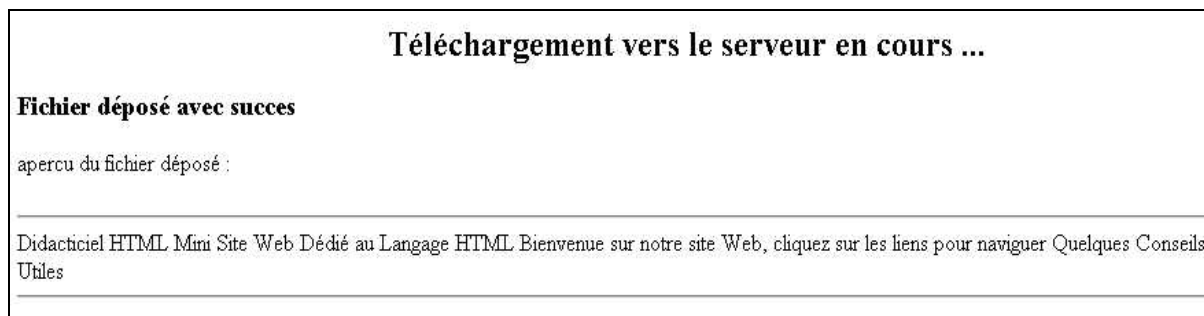 Téléchargement vers le serveur en cours ...
Fichier déposé avec succes
apercu du fichier déposé :
Didacticiel HTML Mini Site Web Dédié au Langage HTML Bienvenue sur notre site Web, cliquez sur les liens pour naviguer Quelques Conseils
Utiles